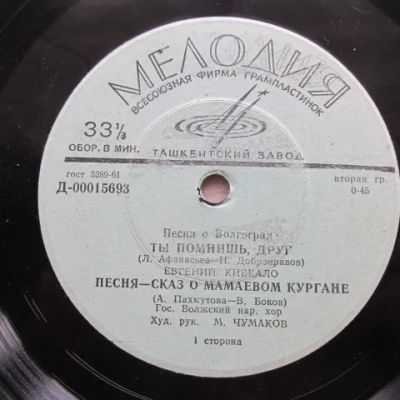 МЕЛОДИЯ
ВСЕСОЮЗНАЯ ФИРМА ГРАМПЛАСТИНОК
33⅓
ОБОР. В МИН.
ТАШКЕНТСКИЙ ЗАВОД
гост 5289-61
Д-00015693
вторая гр.
0-45
Песня о Волгограде
ТЫ ПОМНИШЬ, ДРУГ
(Л. Афанасьев—Н. Добронравов)
ЕВГЕНИЙ КИБКАЛО
ПЕСНЯ—СКАЗ О МАМАЕВОМ КУРГАНЕ
(А. Пахмутова—В. Боков)
Гос. Волжский нар. хор
Худ. рук. М. ЧУМАКОВ
1 сторона